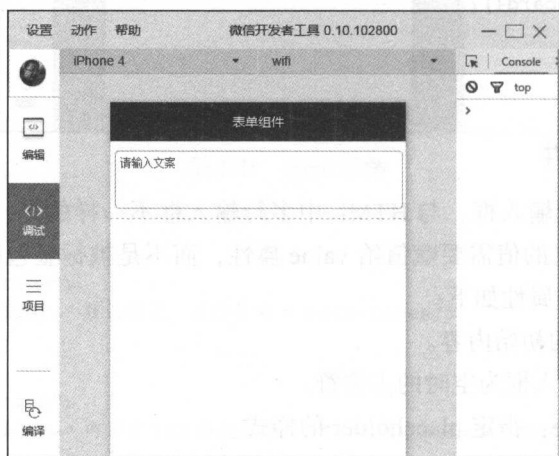 设置 动作 帮助 微信开发者工具 0.10.102800
iPhone 4 wifi Console
top
表单组件
请输入文案
编辑
调试
项目
编译